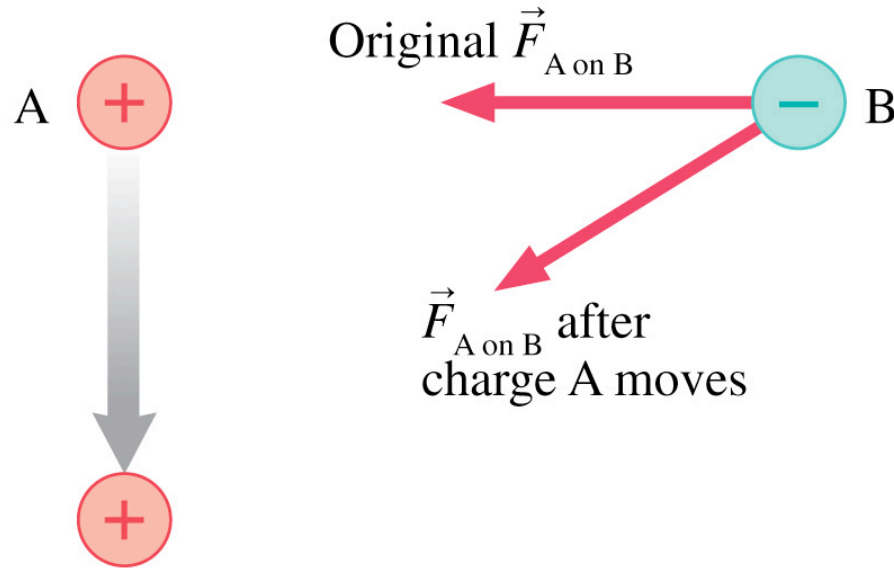 Original F⃗ A on B
A
+
−
B
F⃗ A on B after
charge A moves
+